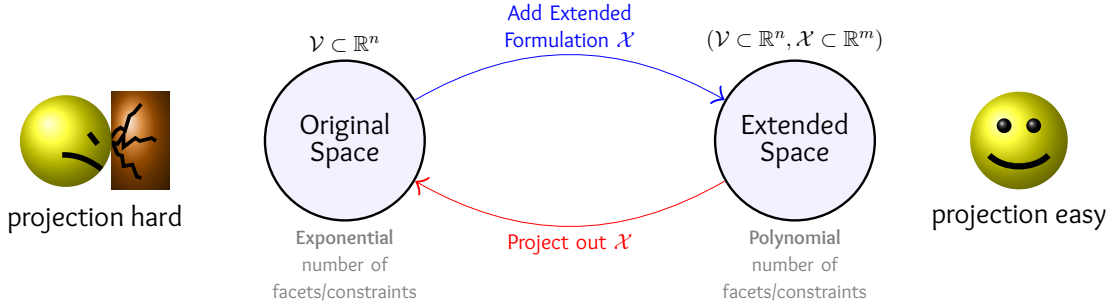 Add Extended
Formulation 𝒳
𝒱 ⊂ ℝⁿ
(𝒱 ⊂ ℝⁿ, 𝒳 ⊂ ℝᵐ)
Original
Space
Extended
Space
projection hard
projection easy
Project out 𝒳
Exponential
number of
facets/constraints
Polynomial
number of
facets/constraints